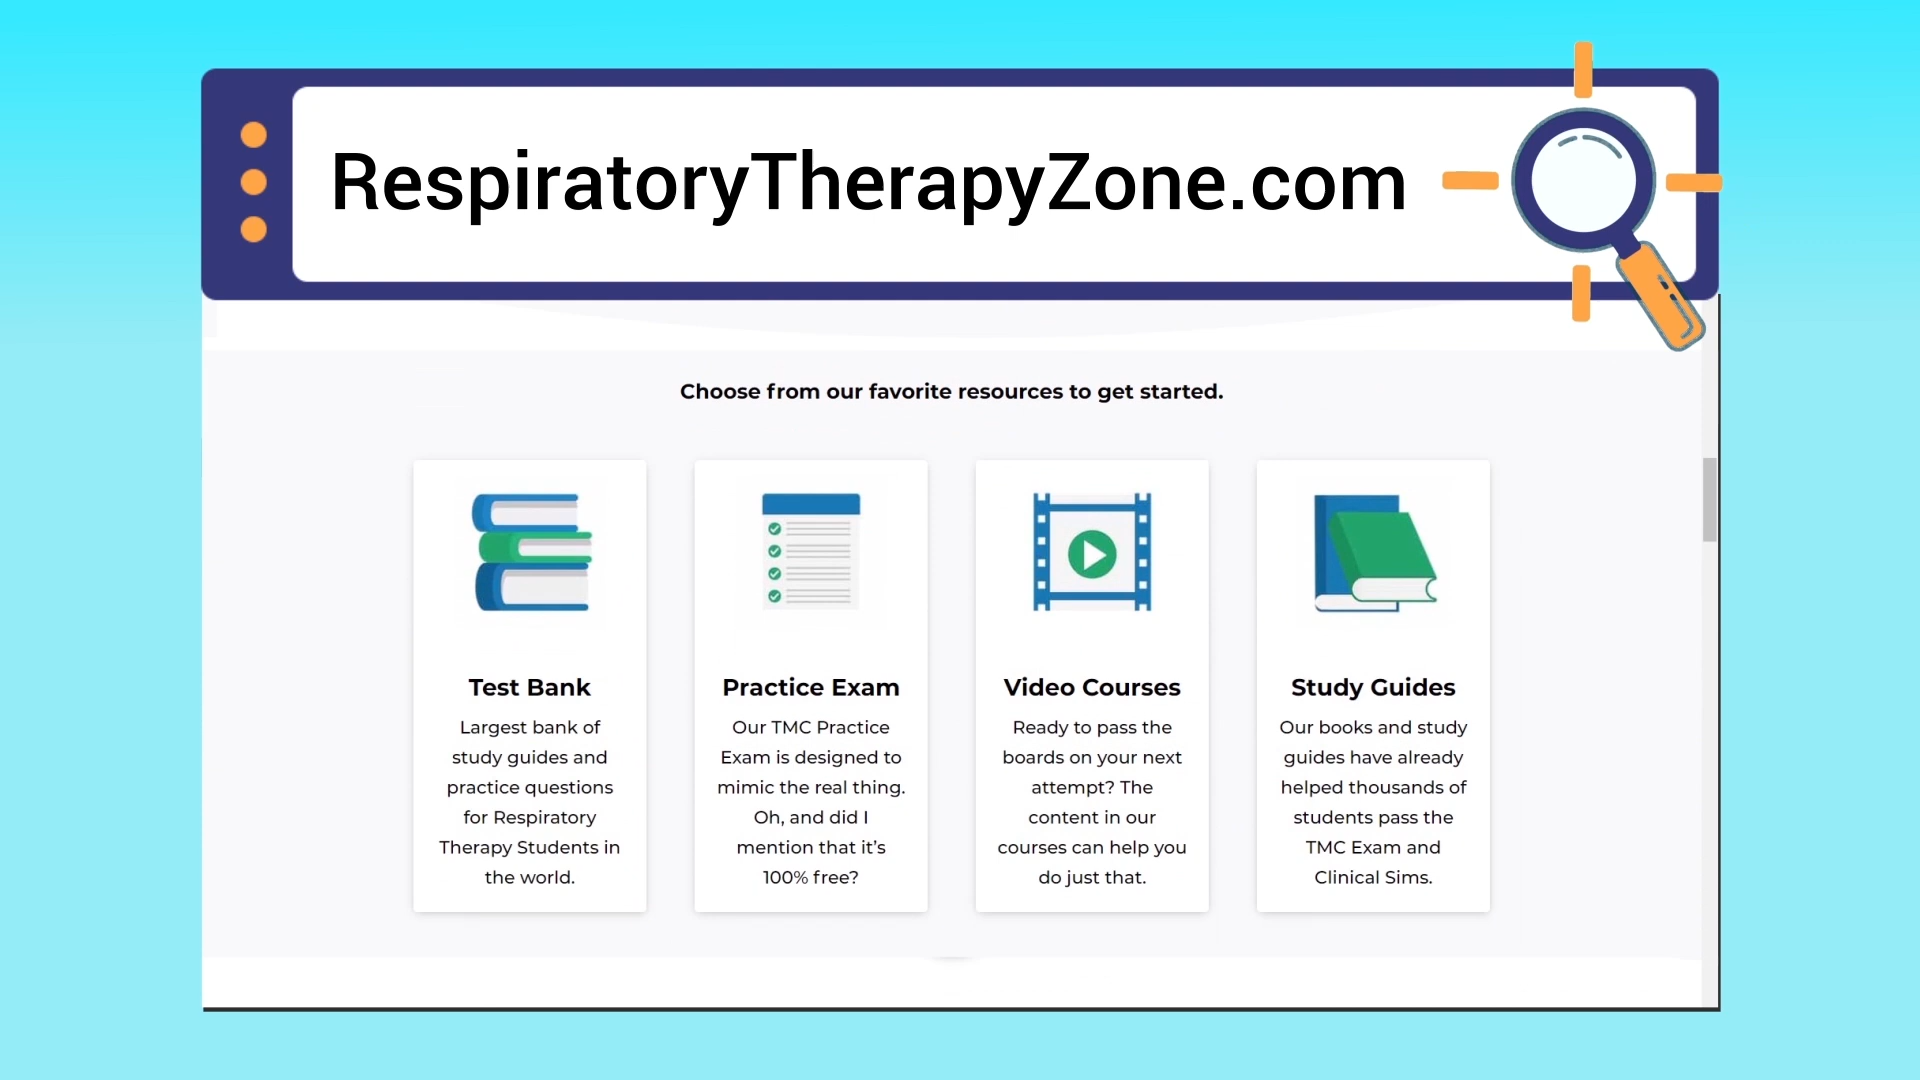 RespiratoryTherapyZone.com
Choose from our favorite resources to get started.
Test Bank
Largest bank of
study guides and
practice questions
for Respiratory
Therapy Students in
the world.
Practice Exam
Our TMC Practice
Exam is designed to
mimic the real thing.
Oh, and did I
mention that it's
100% free?
Video Courses
Ready to pass the
boards on your next
attempt? The
content in our
courses can help you
do just that.
Study Guides
Our books and study
guides have already
helped thousands of
students pass the
TMC Exam and
Clinical Sims.